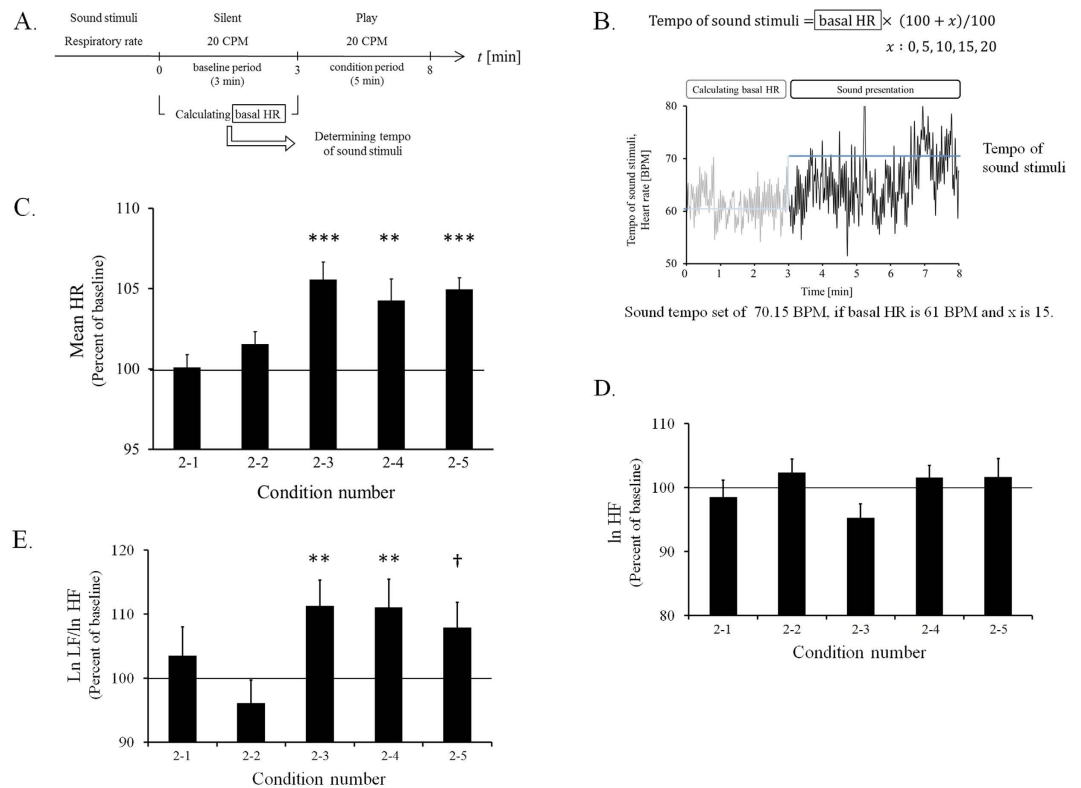 A.
Sound stimuli Silent Play
Respiratory rate 20 CPM 20 CPM
t [min]
0 baseline period (3 min) 3 condition period (5 min) 8
Calculating basal HR
Determining tempo
of sound stimuli
B.
Tempo of sound stimuli = basal HR × (100 + x)/100
x : 0, 5, 10, 15, 20
Calculating basal HR Sound presentation
80
70
60
50
Tempo of sound stimuli,
Heart rate [BPM]
0 1 2 3 4 5 6 7 8
Time [min]
Tempo of
sound stimuli
Sound tempo set of 70.15 BPM, if basal HR is 61 BPM and x is 15.
C.
Mean HR
(Percent of baseline)
110
105
100
95
*** ** ***
2-1 2-2 2-3 2-4 2-5
Condition number
D.
ln HF
(Percent of baseline)
110
100
90
80
2-1 2-2 2-3 2-4 2-5
Condition number
E.
Ln LF/ln HF
(Percent of baseline)
120
110
100
90
** ** †
2-1 2-2 2-3 2-4 2-5
Condition number